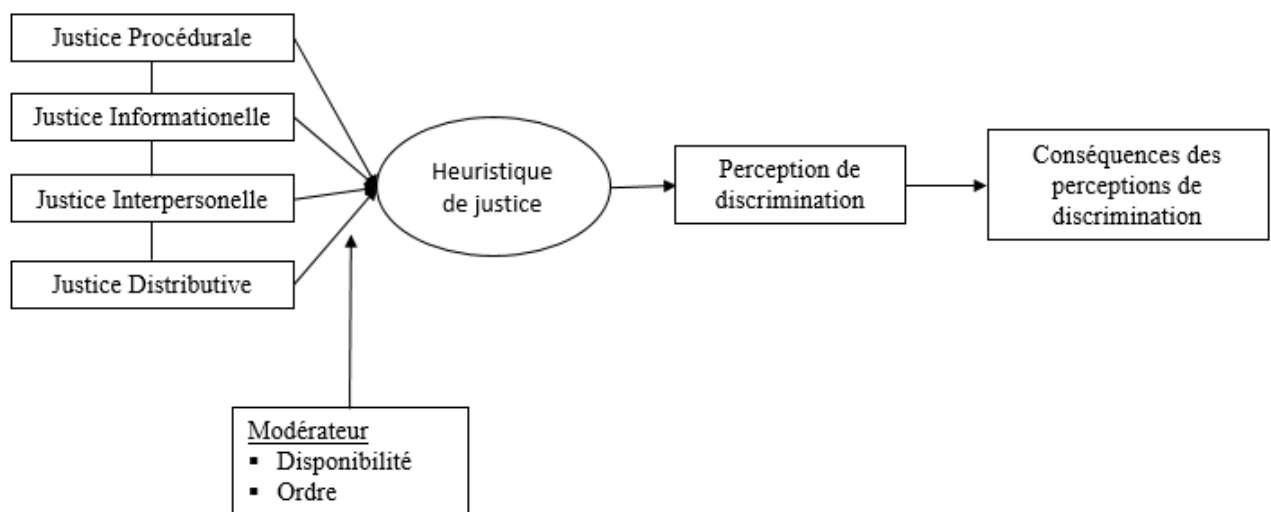 Justice Procédurale
Justice Informationelle
Justice Interpersonelle
Justice Distributive
Heuristique
de justice
Perception de
discrimination
Conséquences des
perceptions de
discrimination
Modérateur
▪ Disponibilité
▪ Ordre